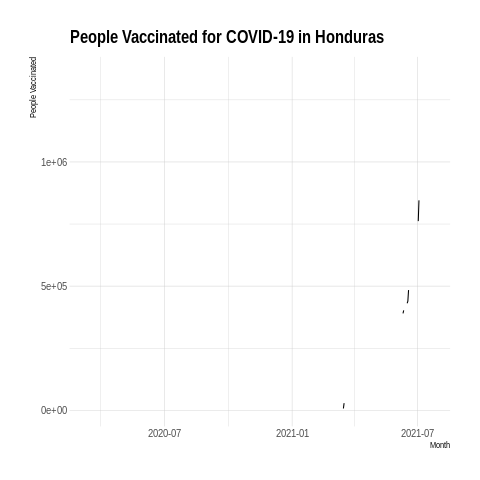 People Vaccinated for COVID-19 in Honduras
People Vaccinated
1e+06
5e+05
0e+00
2020-07
2021-01
2021-07
Month